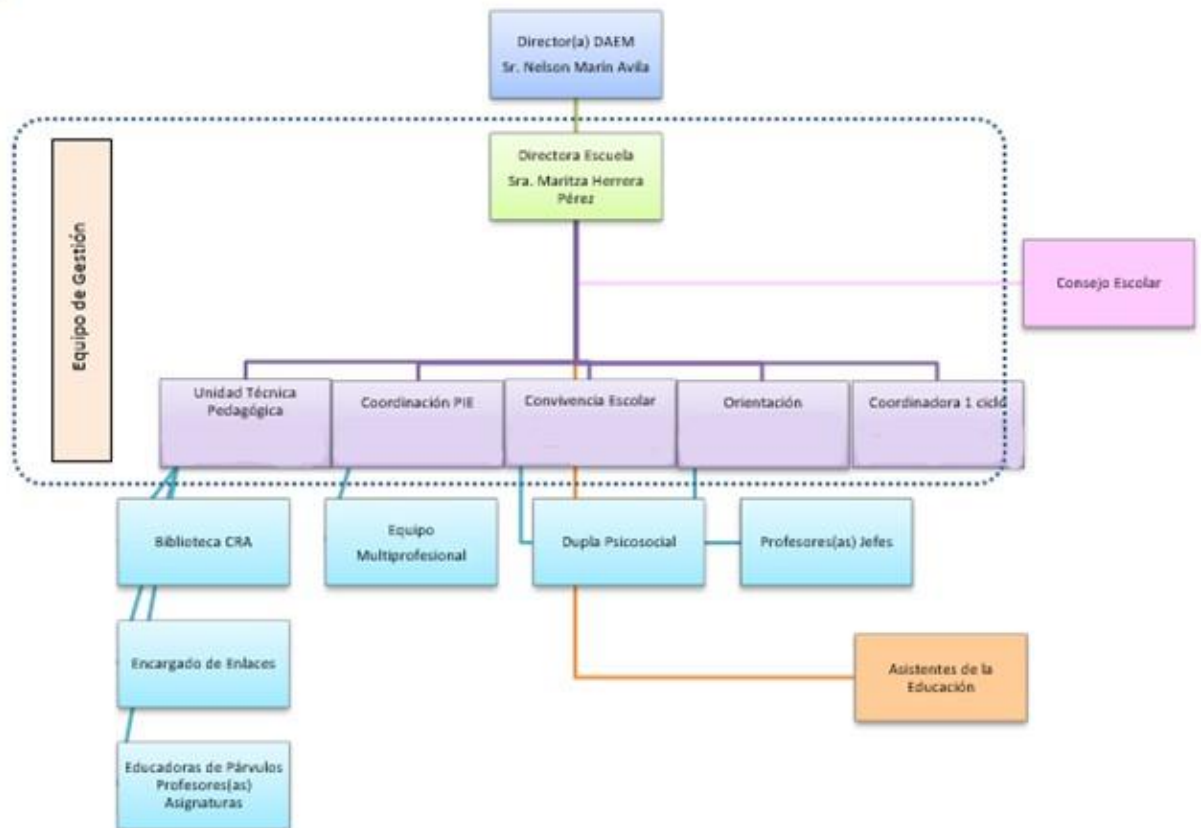 Director(a) DAEM
Sr. Nelson Marin Avila
Directora Escuela
Sra. Maritza Herrera
Pérez
Equipo de Gestión
Consejo Escolar
Unidad Técnica
Pedagógica
Coordinación PIE
Convivencia Escolar
Orientación
Coordinadora 1 ciclo
Biblioteca CRA
Equipo
Multiprofesional
Dupla Psicosocial
Profesores(as) Jefes
Encargado de Enlaces
Asistentes de la
Educación
Educadoras de Párvulos
Profesores(as)
Asignaturas